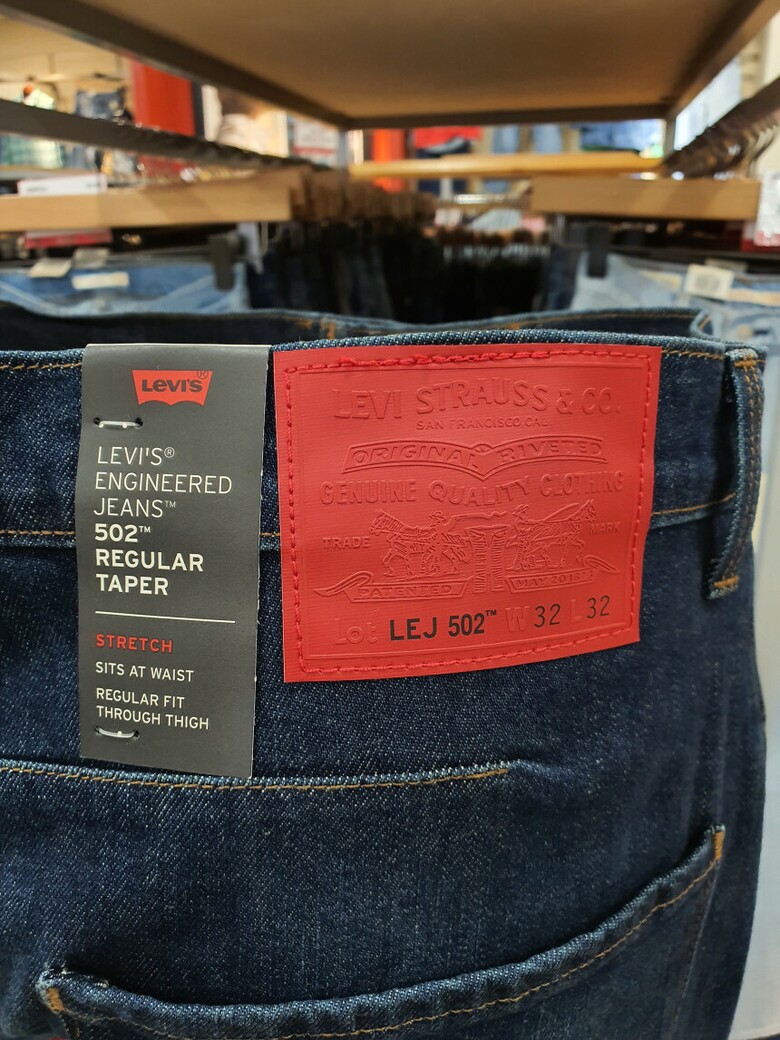 LEVI'S®
LEVI'S®
ENGINEERED
JEANS™
502™
REGULAR
TAPER
STRETCH
SITS AT WAIST
REGULAR FIT
THROUGH THIGH
LEVI STRAUSS & CO.
SAN FRANCISCO, CAL.
ORIGINAL RIVETED
GENUINE QUALITY CLOTHING
TRADE MARK
PATENTED MAY 20
Lot LEJ 502™ W 32 L 32